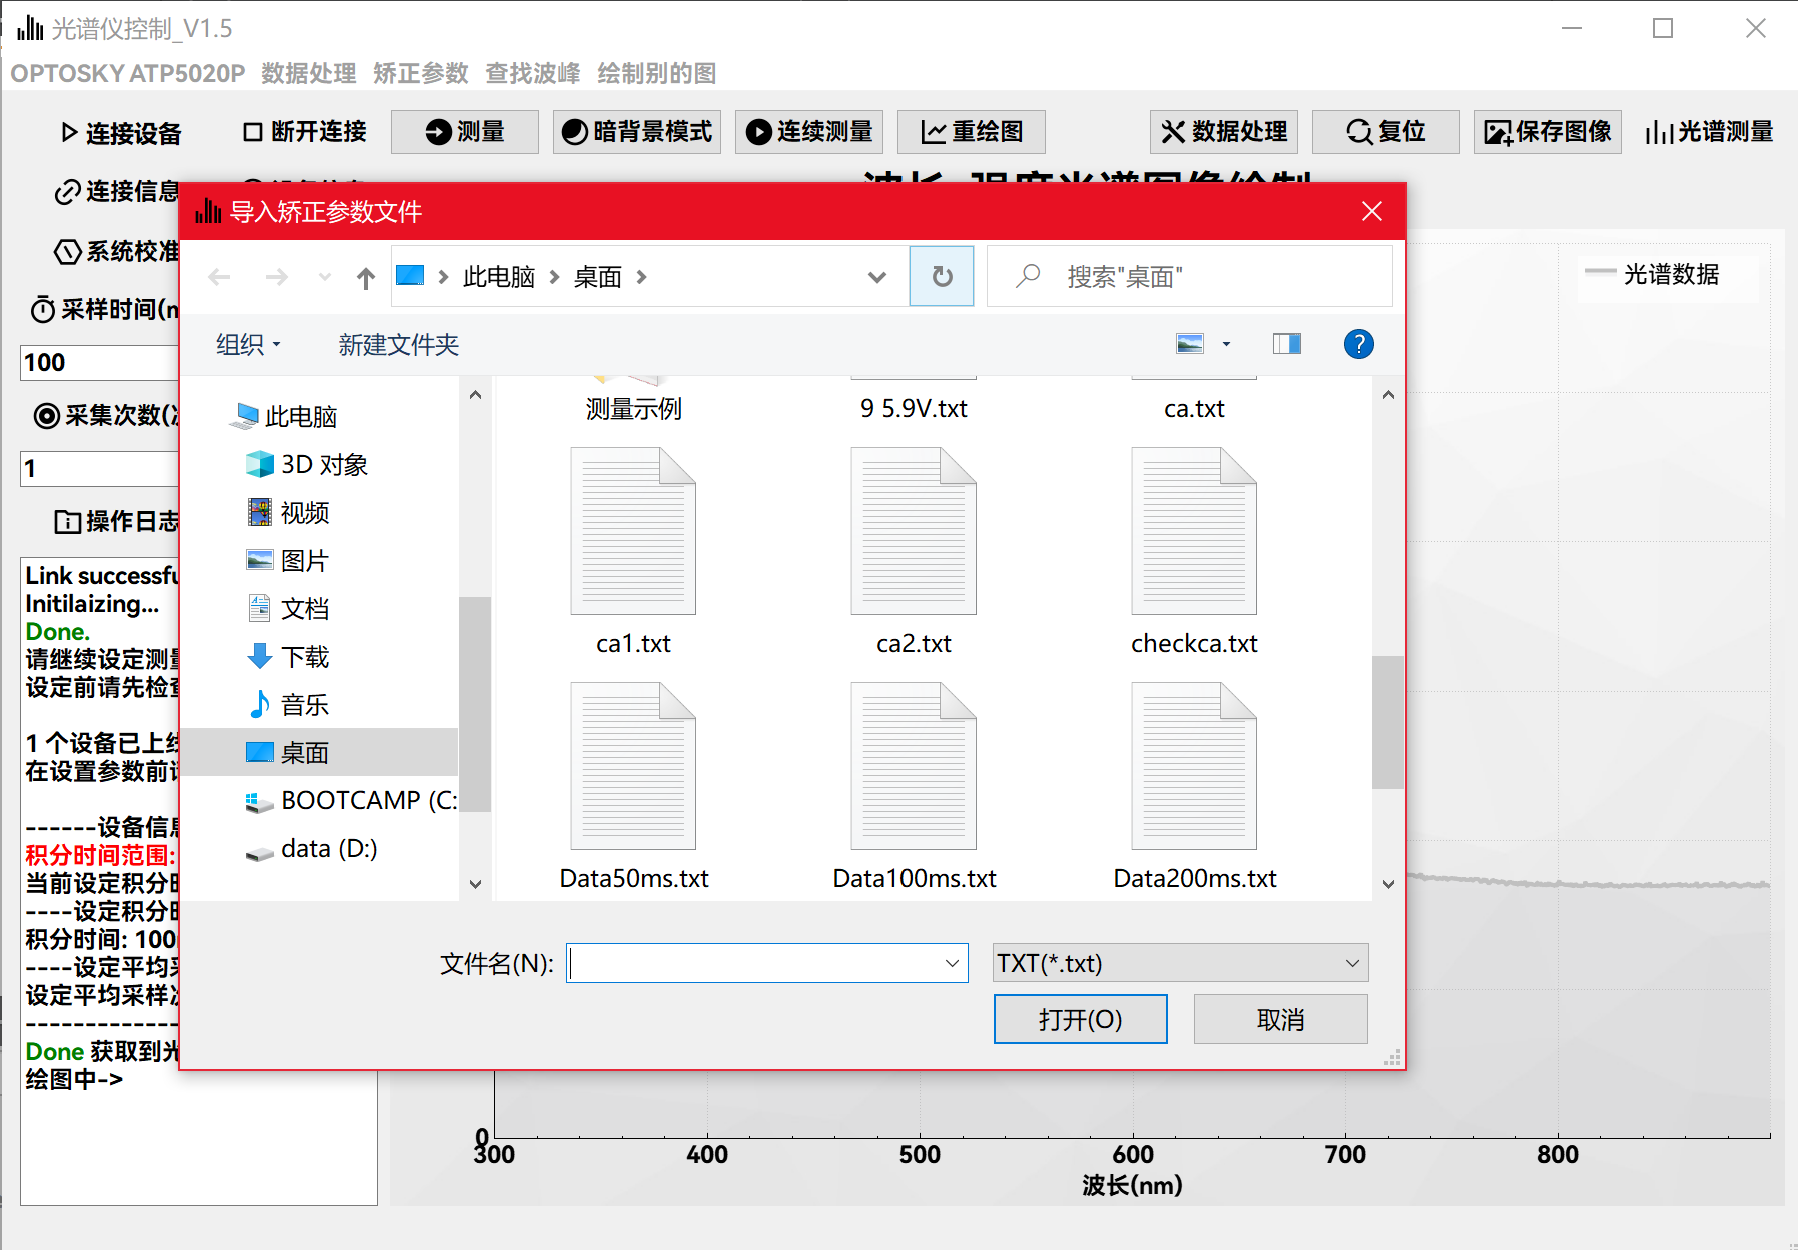 光谱仪控制_V1.5
OPTOSKY ATP5020P 数据处理 矫正参数 查找波峰 绘制别的图
连接设备 断开连接 测量 暗背景模式 连续测量 重绘图 数据处理 复位 保存图像 光谱测量
连接信息
导入矫正参数文件
系统校准
此电脑 桌面
搜索"桌面"
光谱数据
采样时间(m
组织 新建文件夹
100
采集次数(次
1
操作日志
此电脑
3D 对象
视频
图片
文档
下载
音乐
桌面
BOOTCAMP (C:
data (D:)
测量示例 9 5.9V.txt ca.txt
ca1.txt ca2.txt checkca.txt
Data50ms.txt Data100ms.txt Data200ms.txt
文件名(N): TXT(*.txt)
打开(O) 取消
Link successfu
Initilaizing...
Done.
请继续设定测量
设定前请先检查
1 个设备已上线
在设置参数前请
------设备信息
积分时间范围:
当前设定积分时
----设定积分时
积分时间: 100
----设定平均采
设定平均采样次
-------------
Done 获取到光
绘图中->
0
300 400 500 600 700 800
波长(nm)